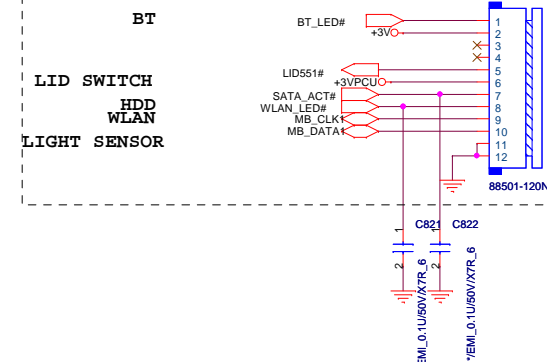 BT
BT_LED#
+3V
1
2
3
4
LID SWITCH
LID551#
+3VPCU
5
6
HDD
SATA_ACT#
7
WLAN
WLAN_LED#
8
MB_CLK1
9
LIGHT SENSOR
MB_DATA1
10
11
12
88501-120N
C821
C822
1
1
2
2
EMI_0.1U/50V/X7R_6
*/EMI_0.1U/50V/X7R_6